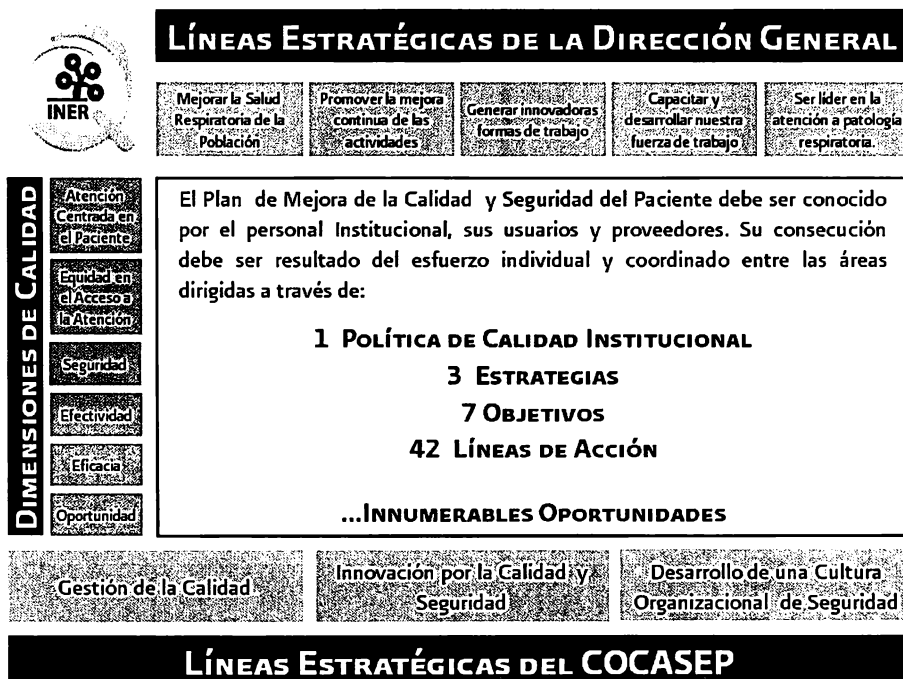 LÍNEAS ESTRATÉGICAS DE LA DIRECCIÓN GENERAL
INER
Mejorar la Salud
Respiratoria de la
Población
Promover la mejora
continua de las
actividades
Generar innovadoras
formas de trabajo
Capacitar y
desarrollar nuestra
fuerza de trabajo
Ser líder en la
atención a patología
respiratoria.
DIMENSIONES DE CALIDAD
Atención
Centrada en
el Paciente
Equidad en
el Acceso a
la Atención
Seguridad
Efectividad
Eficacia
Oportunidad
El Plan de Mejora de la Calidad y Seguridad del Paciente debe ser conocido
por el personal Institucional, sus usuarios y proveedores. Su consecución
debe ser resultado del esfuerzo individual y coordinado entre las áreas
dirigidas a través de:
1 POLÍTICA DE CALIDAD INSTITUCIONAL
3 ESTRATEGIAS
7 OBJETIVOS
42 LÍNEAS DE ACCIÓN
...INNUMERABLES OPORTUNIDADES
Gestión de la Calidad
Innovación por la Calidad y
Seguridad
Desarrollo de una Cultura
Organizacional de Seguridad
LÍNEAS ESTRATÉGICAS DEL COCASEP